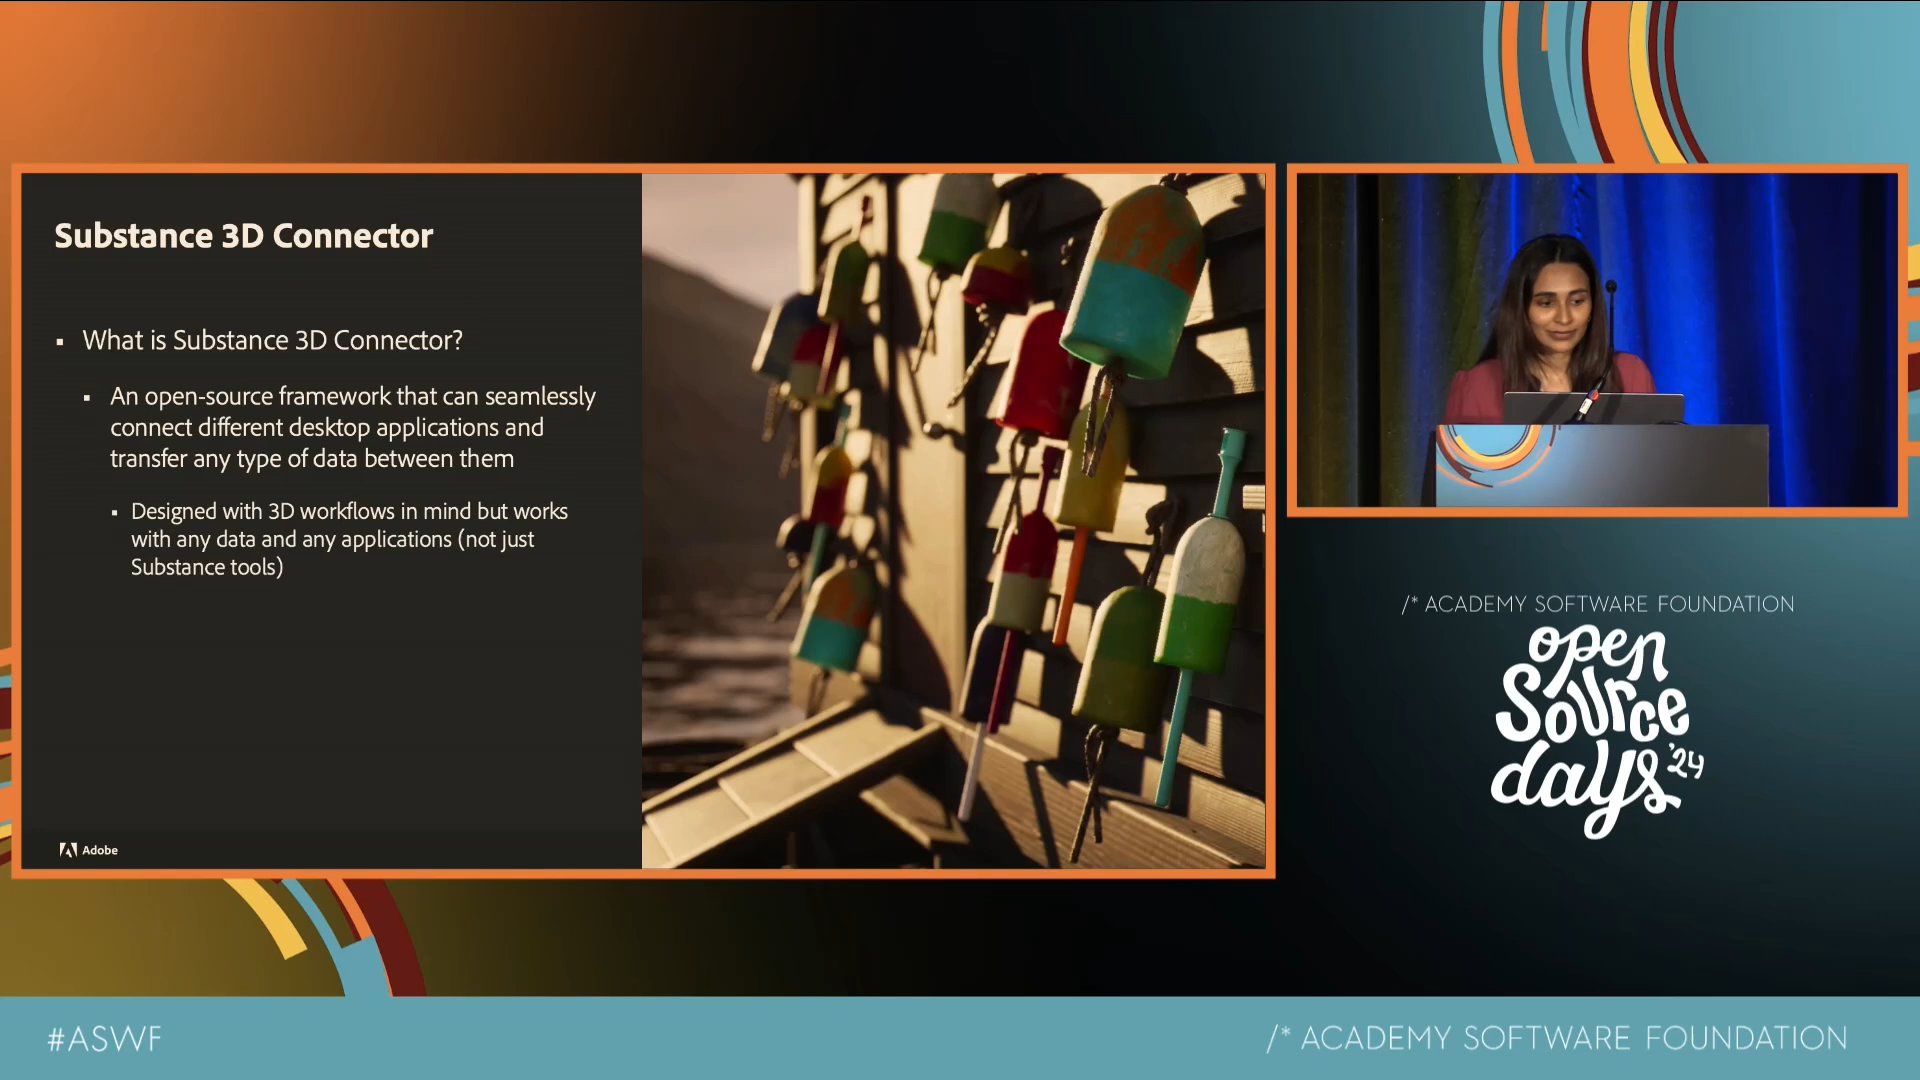 Substance 3D Connector
▪ What is Substance 3D Connector?
▪ An open-source framework that can seamlessly
connect different desktop applications and
transfer any type of data between them
▪ Designed with 3D workflows in mind but works
with any data and any applications (not just
Substance tools)
Adobe
/* ACADEMY SOFTWARE FOUNDATION
open
source
days '24
#ASWF
/* ACADEMY SOFTWARE FOUNDATION